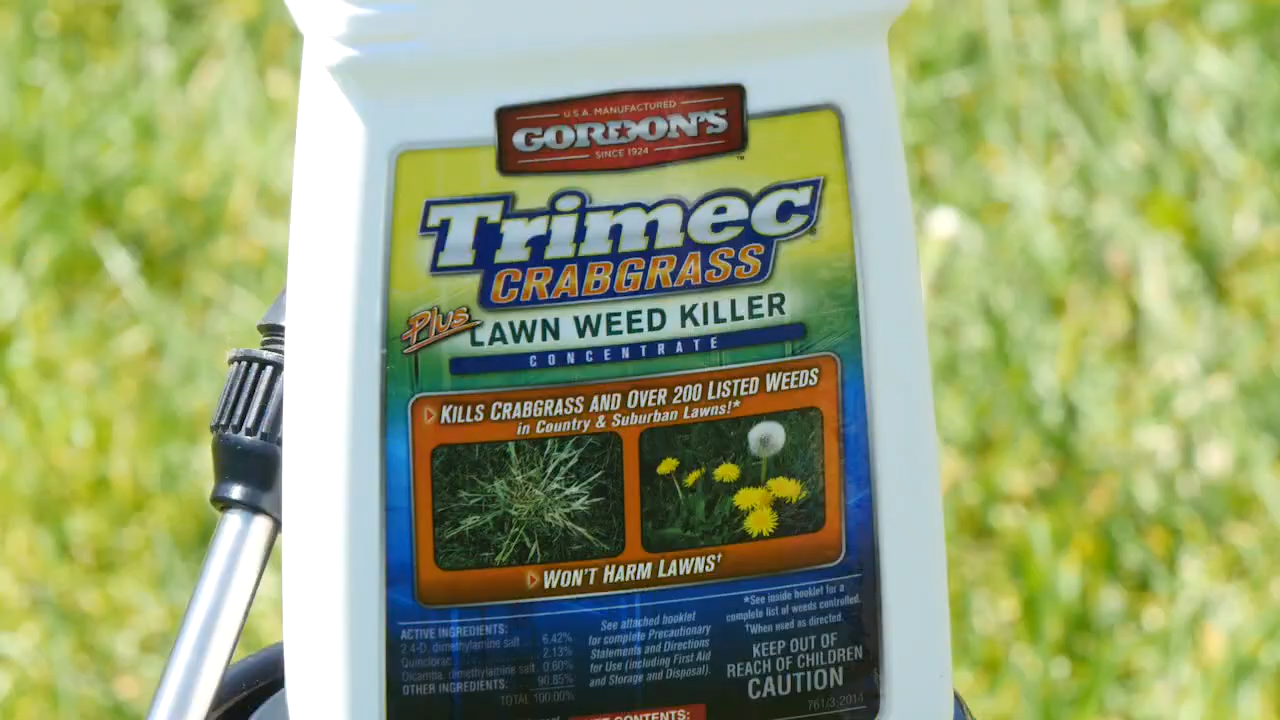 U.S.A. MANUFACTURED
GORDON'S
SINCE 1924
™
Trimec
CRABGRASS
Plus LAWN WEED KILLER
CONCENTRATE
KILLS CRABGRASS AND OVER 200 LISTED WEEDS
in Country & Suburban Lawns!*
WON'T HARM LAWNS†
ACTIVE INGREDIENTS:
2,4-D, dimethylamine salt 6.42%
Quinclorac 2.13%
Dicamba, dimethylamine salt 0.60%
OTHER INGREDIENTS: 90.85%
TOTAL 100.00%
See attached booklet
for complete Precautionary
Statements and Directions
for Use (including First Aid
and Storage and Disposal).
*See inside booklet for a
complete list of weeds controlled.
†When used as directed.
KEEP OUT OF
REACH OF CHILDREN
CAUTION
761/3-2014
CONTENTS: